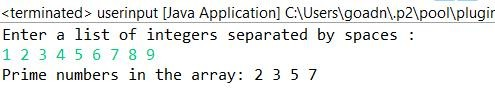 <terminated> userinput [Java Application] C:\Users\goadn\.p2\pool\plugin
Enter a list of integers separated by spaces :
1 2 3 4 5 6 7 8 9
Prime numbers in the array: 2 3 5 7